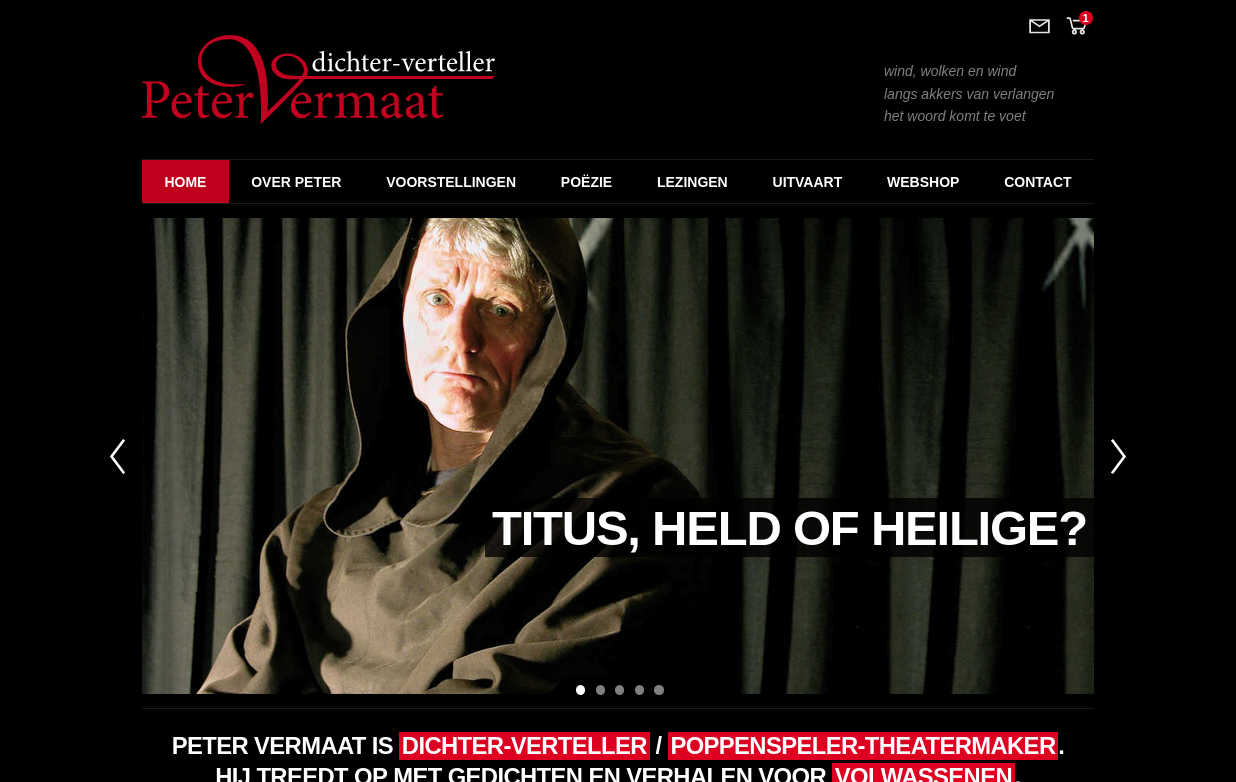 1
dichter-verteller
Peter Vermaat
wind, wolken en wind
langs akkers van verlangen
het woord komt te voet
HOME OVER PETER VOORSTELLINGEN POËZIE LEZINGEN UITVAART WEBSHOP CONTACT
TITUS, HELD OF HEILIGE?
PETER VERMAAT IS DICHTER-VERTELLER / POPPENSPELER-THEATERMAKER.
HIJ TREEDT OP MET GEDICHTEN EN VERHALEN VOOR VOLWASSENEN,